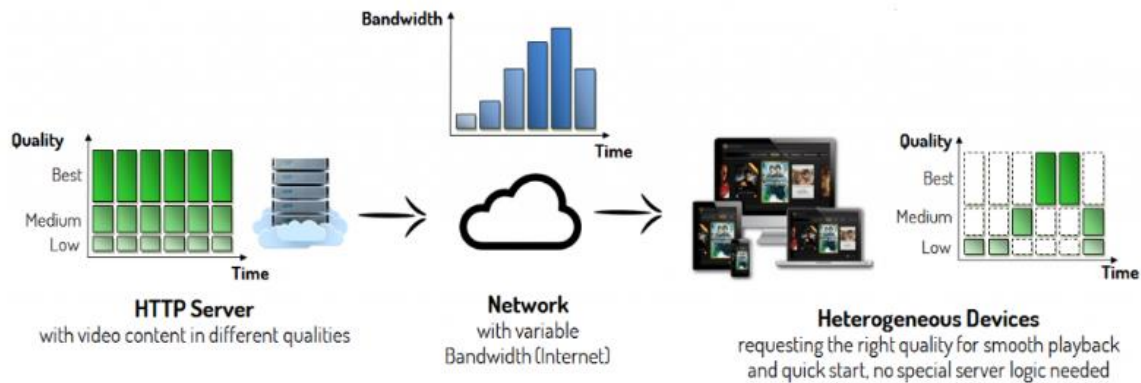 Bandwidth
Time
Quality
Best
Medium
Low
Time
HTTP Server
with video content in different qualities
Network
with variable
Bandwidth (Internet)
Quality
Best
Medium
Low
Time
Heterogeneous Devices
requesting the right quality for smooth playback
and quick start, no special server logic needed